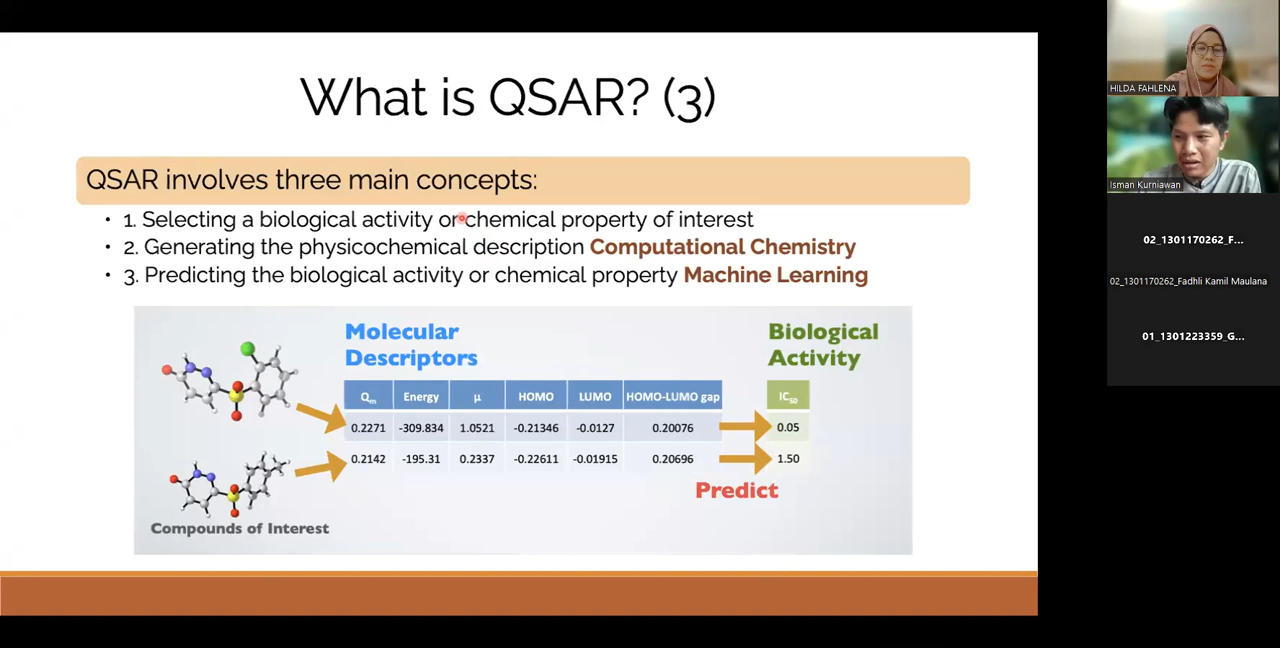 What is QSAR? (3)
QSAR involves three main concepts:
• 1. Selecting a biological activity or chemical property of interest
• 2. Generating the physicochemical description Computational Chemistry
• 3. Predicting the biological activity or chemical property Machine Learning
Molecular
Descriptors
Biological
Activity
Qm Energy μ HOMO LUMO HOMO-LUMO gap IC50
0.2271 -309.834 1.0521 -0.21346 -0.0127 0.20076 0.05
0.2142 -195.31 0.2337 -0.22611 -0.01915 0.20696 1.50
Predict
Compounds of Interest
HILDA FAHLENA
Isman Kurniawan
02_1301170262_F...
02_1301170262_Fadhli Kamil Maulana
01_1301223359_G...